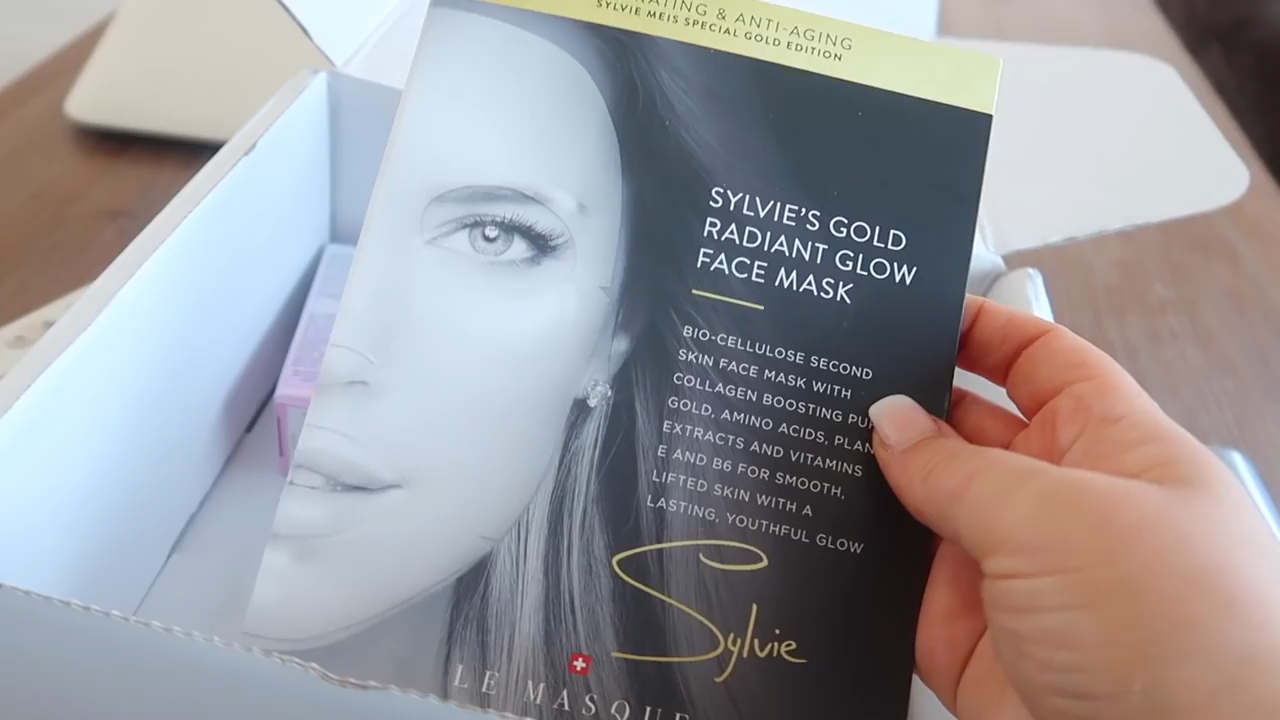 & ANTI-AGING
SYLVIE MEIS SPECIAL GOLD EDITION
SYLVIE'S GOLD
RADIANT GLOW
FACE MASK
BIO-CELLULOSE SECOND
SKIN FACE MASK WITH
COLLAGEN BOOSTING
GOLD, AMINO ACIDS,
EXTRACTS AND VITAMINS
E AND B6 FOR SMOOTH,
LIFTED SKIN WITH A
LASTING, YOUTHFUL GLOW
Sylvie
LE MASQUE